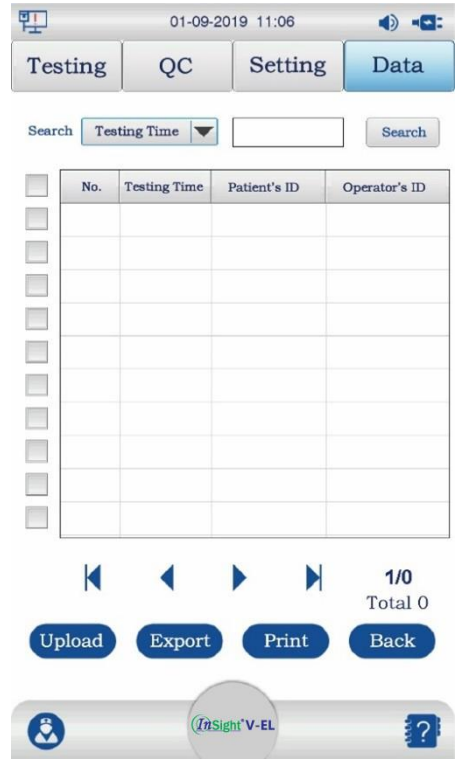 01-09-2019 11:06
Testing QC Setting Data
Search Testing Time Search
No. Testing Time Patient's ID Operator's ID
1/0
Total 0
Upload Export Print Back
InSight® V-EL
?